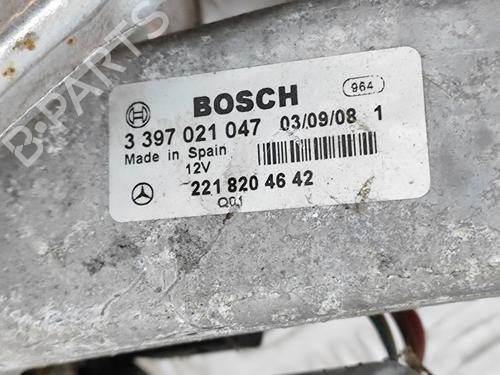 B-PARTS
BOSCH 964
3 397 021 047 03/09/08 1
Made in Spain
12V
221 820 46 42
Q01